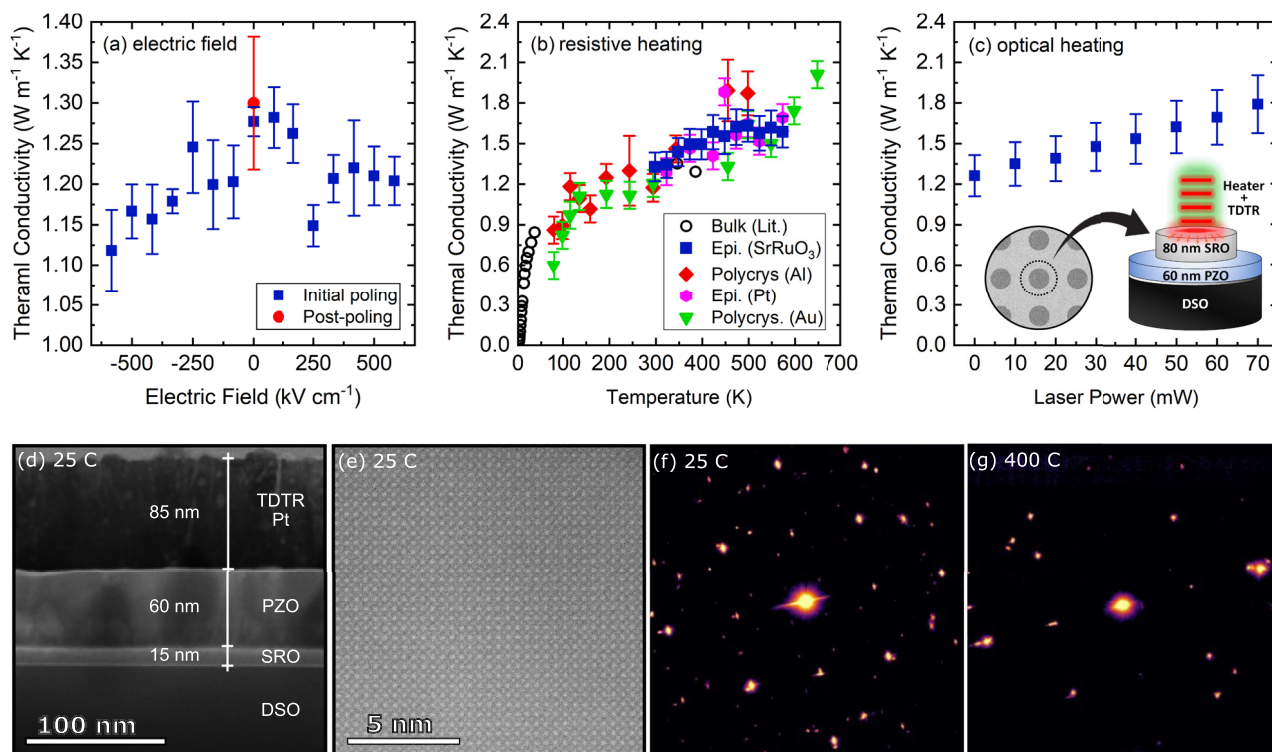 (a) electric field
Theraml Conductivity (W m⁻¹ K⁻¹)
1.40
1.35
1.30
1.25
1.20
1.15
1.10
1.05
1.00
Initial poling
Post-poling
-500 -250 0 250 500
Electric Field (kV cm⁻¹)
(b) resistive heating
Thermal Conductivity (W m⁻¹ K⁻¹)
2.4
2.1
1.8
1.5
1.2
0.9
0.6
0.3
0.0
Bulk (Lit.)
Epi. (SrRuO₃)
Polycrys (Al)
Epi. (Pt)
Polycrys. (Au)
0 100 200 300 400 500 600 700
Temperature (K)
(c) optical heating
Thermal Conductivity (W m⁻¹ K⁻¹)
2.4
2.1
1.8
1.5
1.2
0.9
0.6
0.3
0.0
Heater
+
TDTR
80 nm SRO
60 nm PZO
DSO
0 10 20 30 40 50 60 70
Laser Power (mW)
(d) 25 C
85 nm
TDTR
Pt
60 nm
PZO
15 nm
SRO
DSO
100 nm
(e) 25 C
5 nm
(f) 25 C
(g) 400 C